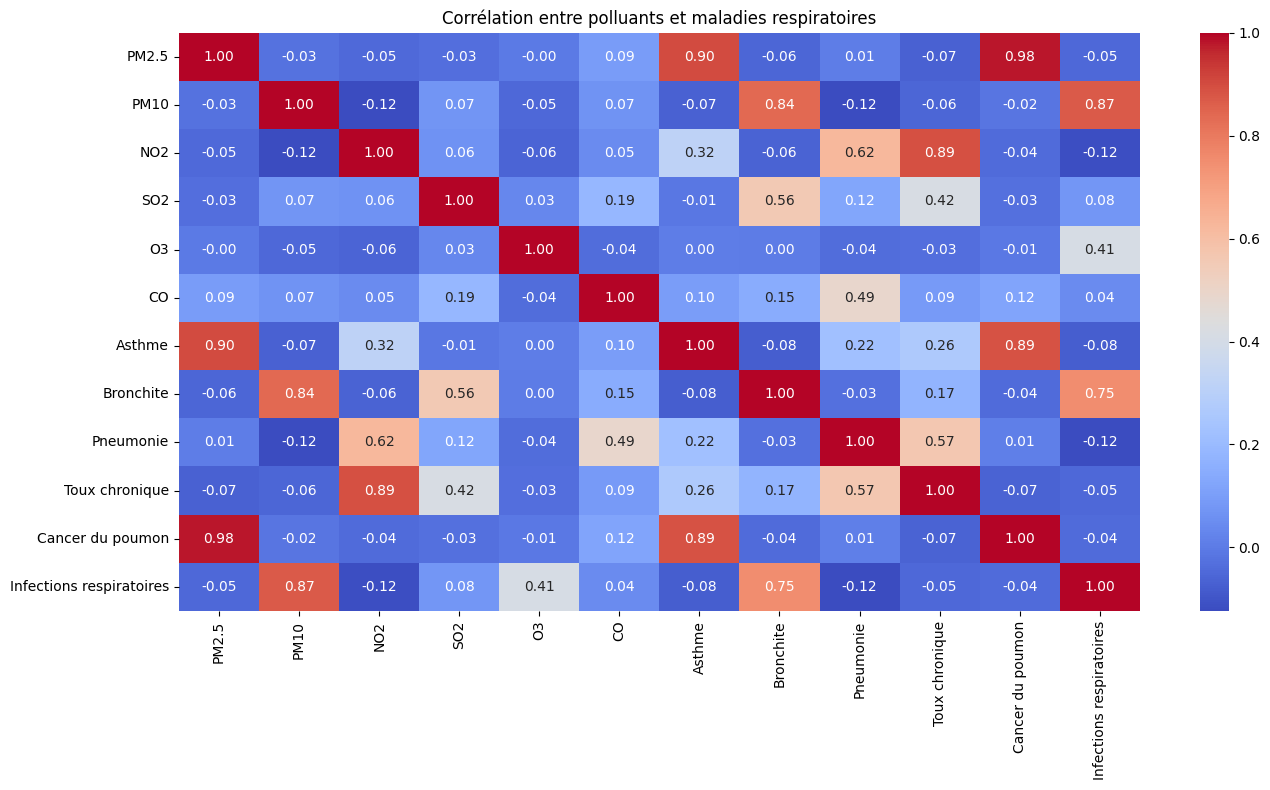 Corrélation entre polluants et maladies respiratoires
PM2.5 1.00 -0.03 -0.05 -0.03 -0.00 0.09 0.90 -0.06 0.01 -0.07 0.98 -0.05
PM10 -0.03 1.00 -0.12 0.07 -0.05 0.07 -0.07 0.84 -0.12 -0.06 -0.02 0.87
NO2 -0.05 -0.12 1.00 0.06 -0.06 0.05 0.32 -0.06 0.62 0.89 -0.04 -0.12
SO2 -0.03 0.07 0.06 1.00 0.03 0.19 -0.01 0.56 0.12 0.42 -0.03 0.08
O3 -0.00 -0.05 -0.06 0.03 1.00 -0.04 0.00 0.00 -0.04 -0.03 -0.01 0.41
CO 0.09 0.07 0.05 0.19 -0.04 1.00 0.10 0.15 0.49 0.09 0.12 0.04
Asthme 0.90 -0.07 0.32 -0.01 0.00 0.10 1.00 -0.08 0.22 0.26 0.89 -0.08
Bronchite -0.06 0.84 -0.06 0.56 0.00 0.15 -0.08 1.00 -0.03 0.17 -0.04 0.75
Pneumonie 0.01 -0.12 0.62 0.12 -0.04 0.49 0.22 -0.03 1.00 0.57 0.01 -0.12
Toux chronique -0.07 -0.06 0.89 0.42 -0.03 0.09 0.26 0.17 0.57 1.00 -0.07 -0.05
Cancer du poumon 0.98 -0.02 -0.04 -0.03 -0.01 0.12 0.89 -0.04 0.01 -0.07 1.00 -0.04
Infections respiratoires -0.05 0.87 -0.12 0.08 0.41 0.04 -0.08 0.75 -0.12 -0.05 -0.04 1.00
PM2.5
PM10
NO2
SO2
O3
CO
Asthme
Bronchite
Pneumonie
Toux chronique
Cancer du poumon
Infections respiratoires
1.0
0.8
0.6
0.4
0.2
0.0